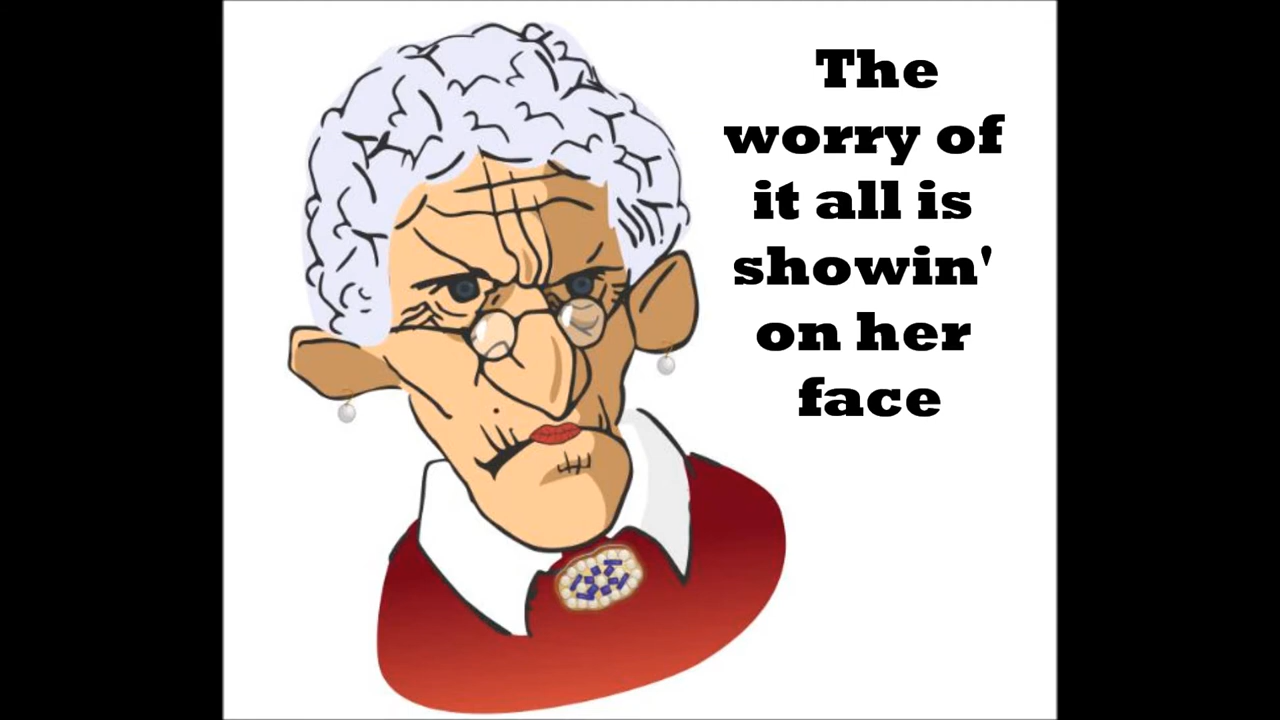 The
worry of
it all is
showin'
on her
face